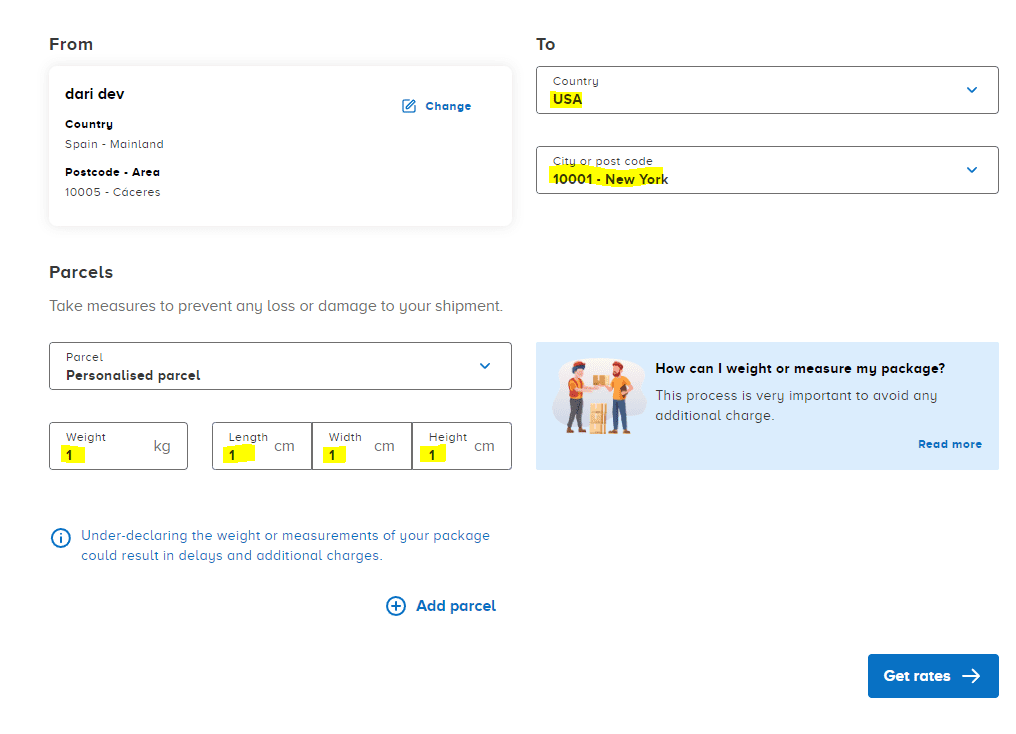 From
dari dev
Change
Country
Spain - Mainland
Postcode - Area
10005 - Cáceres
To
Country
USA
City or post code
10001 - New York
Parcels
Take measures to prevent any loss or damage to your shipment.
Parcel
Personalised parcel
Weight
1 kg
Length
1 cm
Width
1 cm
Height
1 cm
How can I weight or measure my package?
This process is very important to avoid any
additional charge.
Read more
Under-declaring the weight or measurements of your package
could result in delays and additional charges.
Add parcel
Get rates